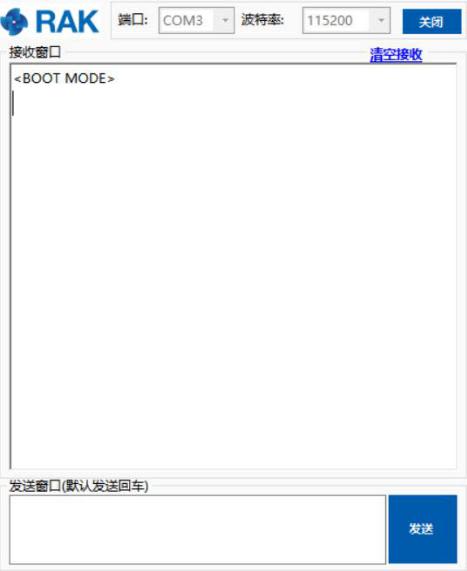 RAK 端口: COM3 波特率: 115200 关闭
接收窗口 清空接收
<BOOT MODE>
发送窗口(默认发送回车)
发送